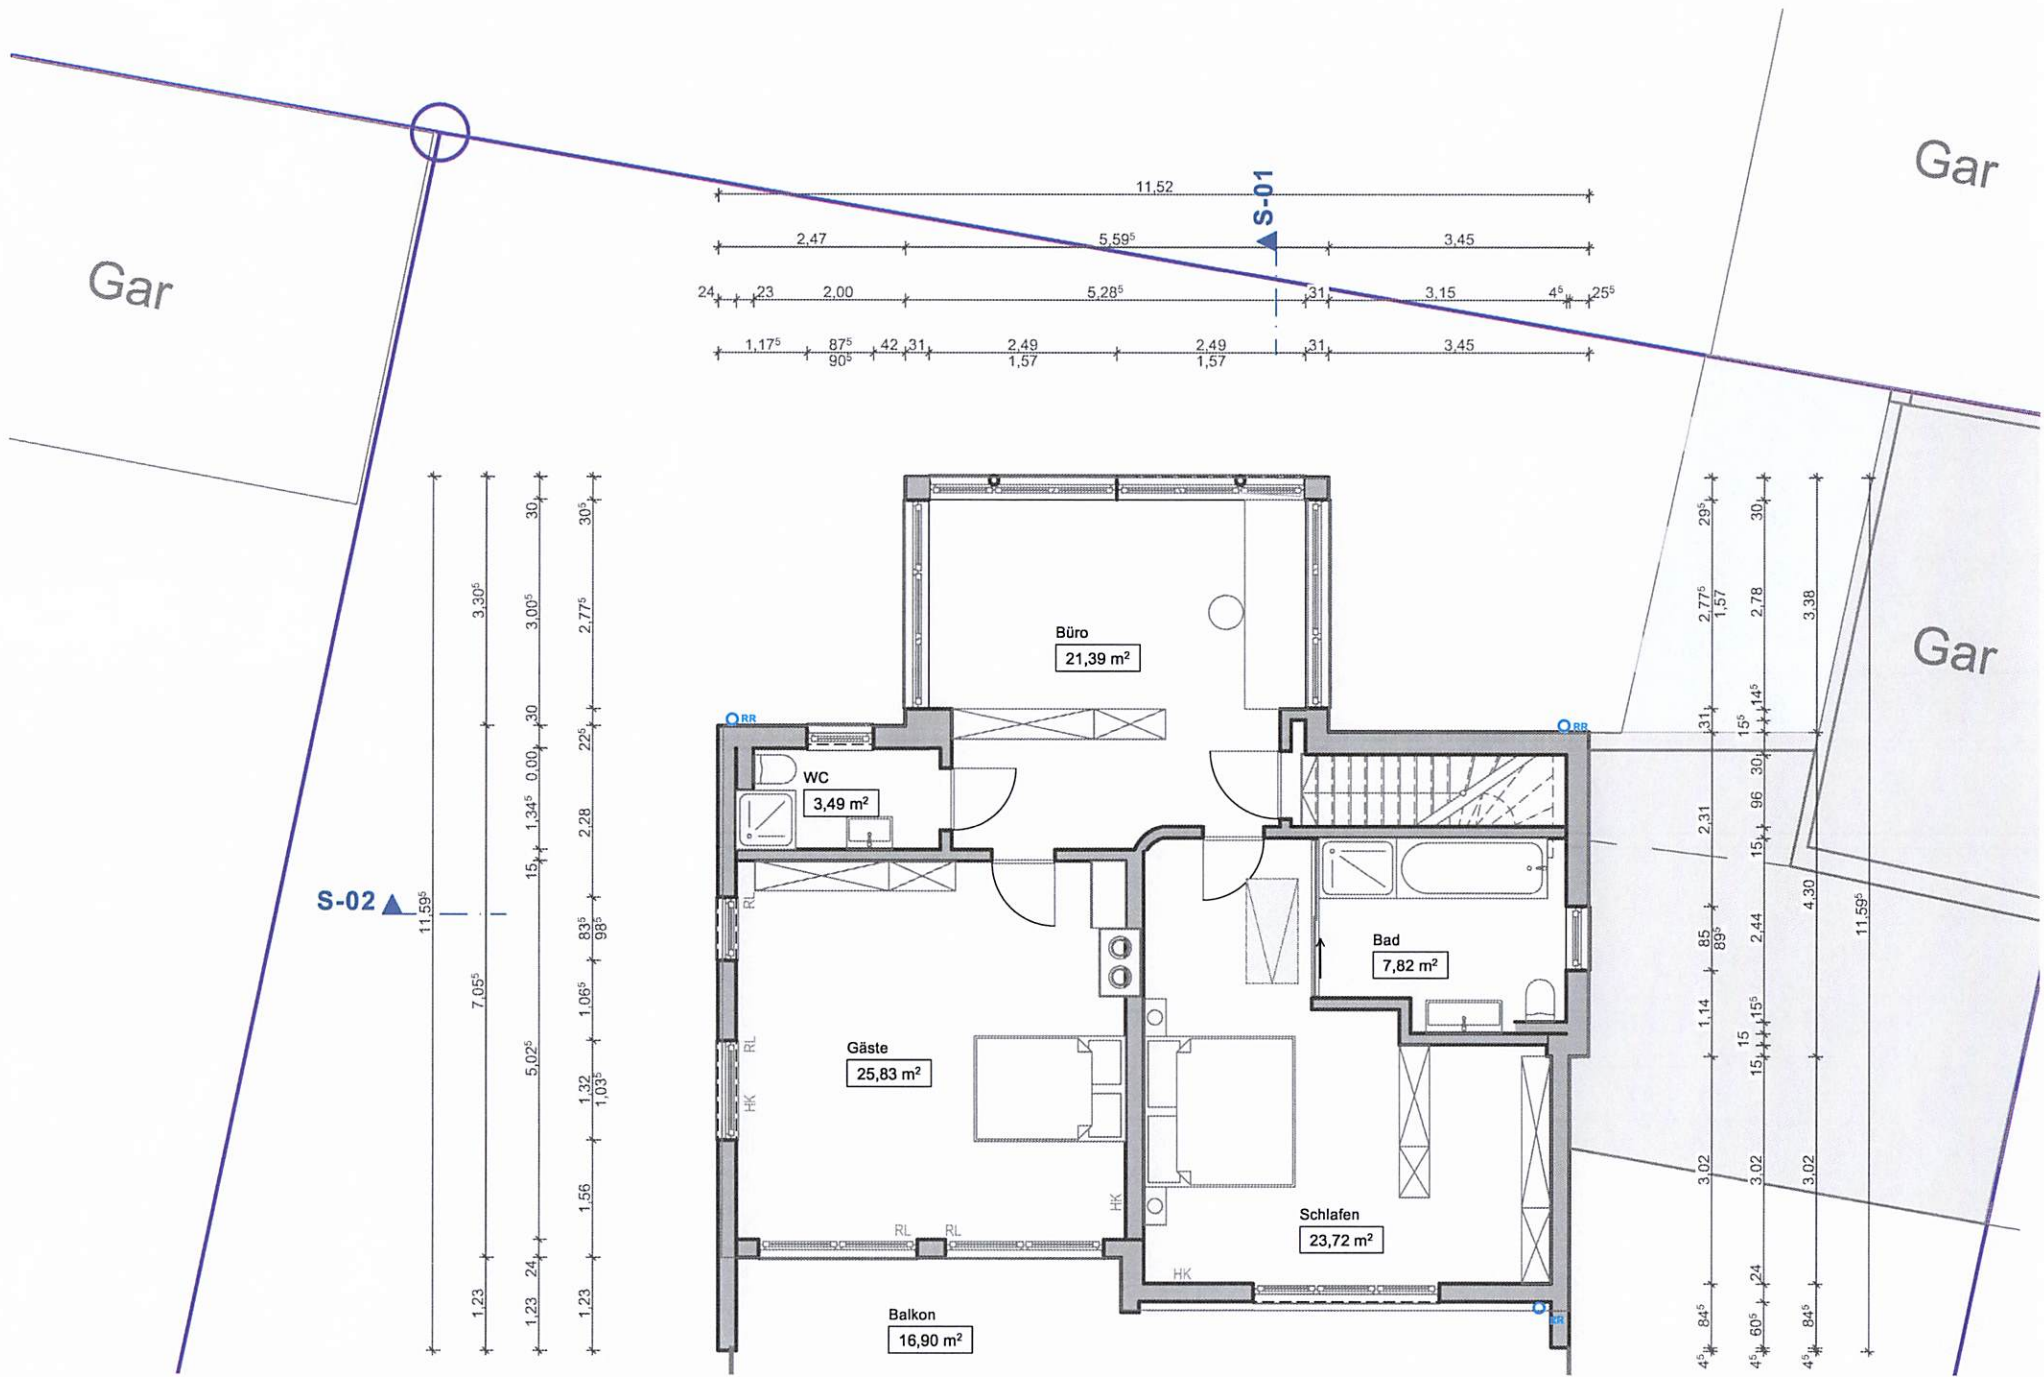 Gar
Gar
Gar
S-01
11,52
2,47
5,59⁵
3,45
24
23
2,00
5,28⁵
31
3,15
4⁵
25⁵
1,17⁵
87⁵
90⁵
42
31
2,49
1,57
2,49
1,57
31
3,45
11,59⁵
3,30⁵
7,05⁵
1,23
30
3,00⁵
30
0,00
1,34⁵
15
5,02⁵
24
1,23
30⁵
2,77⁵
22⁵
2,28
83⁵
98⁵
1,06⁵
1,32
1,03⁵
1,56
1,23
S-02
RR
RR
Büro
21,39 m²
WC
3,49 m²
Bad
7,82 m²
RL
RL
HK
Gäste
25,83 m²
HK
RL
RL
Schlafen
23,72 m²
HK
Balkon
16,90 m²
RR
29⁵
2,77⁵
1,57
31
2,31
85
89⁵
1,14
3,02
84⁵
4⁵
30
2,78
14⁵
15⁵
30
96
15
2,44
15⁵
15
15
3,02
24
60⁵
4⁵
3,38
4,30
3,02
84⁵
4⁵
11,59⁵